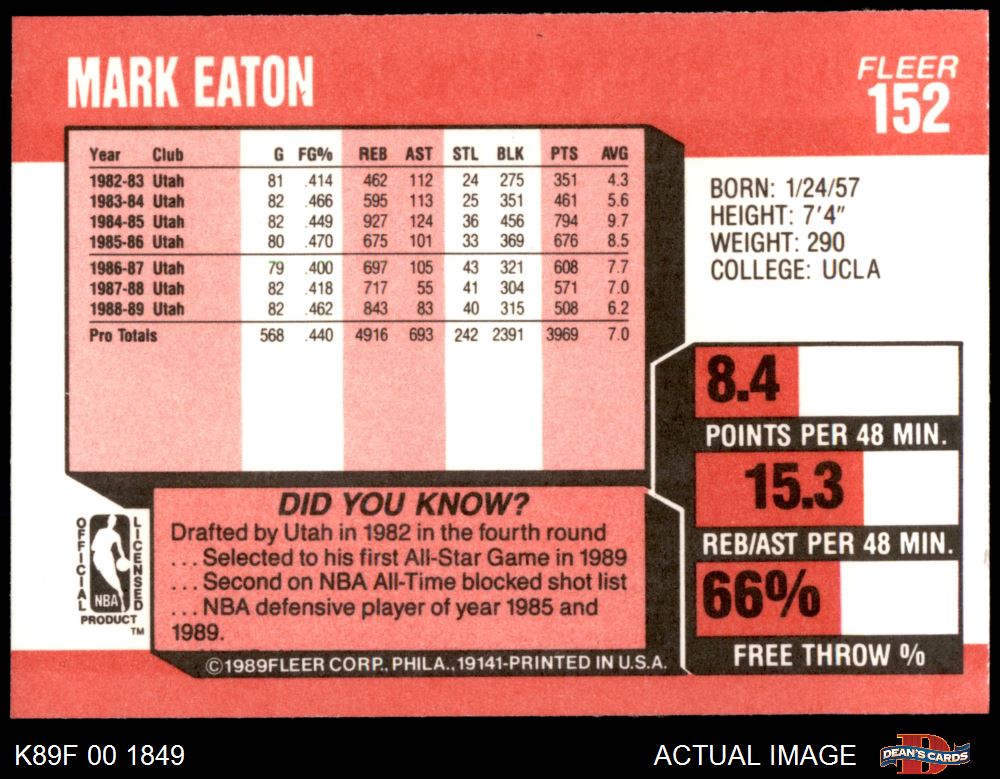 MARK EATON
FLEER
152
Year Club G FG% REB AST STL BLK PTS AVG
1982-83 Utah 81 .414 462 112 24 275 351 4.3
1983-84 Utah 82 .466 595 113 25 351 461 5.6
1984-85 Utah 82 .449 927 124 36 456 794 9.7
1985-86 Utah 80 .470 675 101 33 369 676 8.5
1986-87 Utah 79 .400 697 105 43 321 608 7.7
1987-88 Utah 82 .418 717 55 41 304 571 7.0
1988-89 Utah 82 .462 843 83 40 315 508 6.2
Pro Totals 568 .440 4916 693 242 2391 3969 7.0
BORN: 1/24/57
HEIGHT: 7'4"
WEIGHT: 290
COLLEGE: UCLA
8.4
POINTS PER 48 MIN.
15.3
REB/AST PER 48 MIN.
66%
FREE THROW %
DID YOU KNOW?
Drafted by Utah in 1982 in the fourth round
...Selected to his first All-Star Game in 1989
...Second on NBA All-Time blocked shot list
...NBA defensive player of year 1985 and
1989.
OFFICIAL
LICENSED
NBA
PRODUCT
TM
©1989FLEER CORP., PHILA., 19141-PRINTED IN U.S.A.
K89F 00 1849
ACTUAL IMAGE
D
DEAN'S CARDS